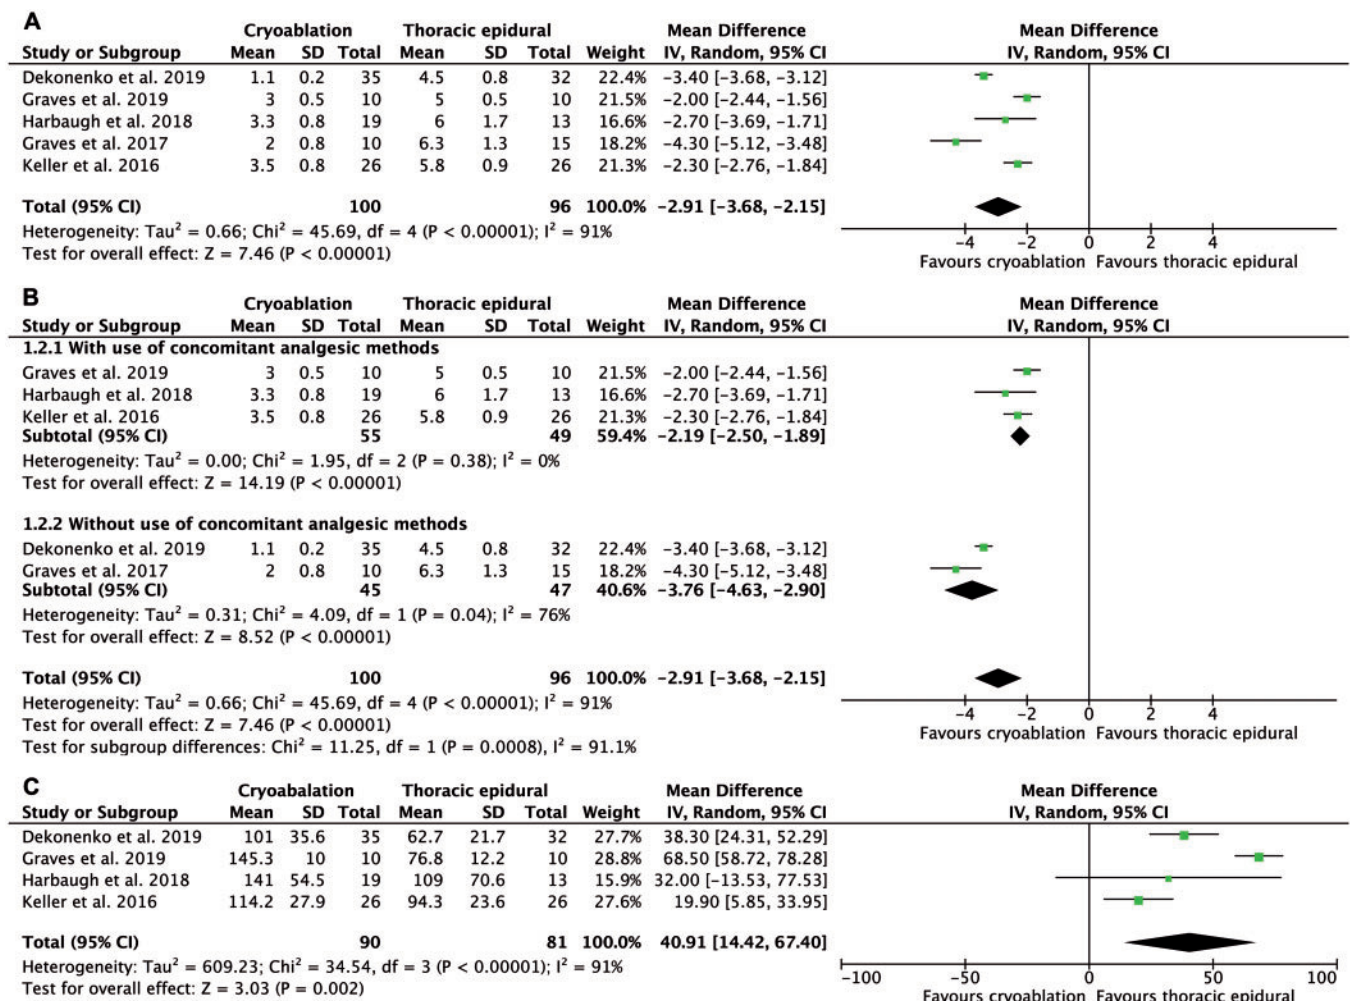 A
Cryoablation Thoracic epidural Mean Difference Mean Difference
Study or Subgroup Mean SD Total Mean SD Total Weight IV, Random, 95% CI IV, Random, 95% CI
Dekonenko et al. 2019 1.1 0.2 35 4.5 0.8 32 22.4% −3.40 [−3.68, −3.12]
Graves et al. 2019 3 0.5 10 5 0.5 10 21.5% −2.00 [−2.44, −1.56]
Harbaugh et al. 2018 3.3 0.8 19 6 1.7 13 16.6% −2.70 [−3.69, −1.71]
Graves et al. 2017 2 0.8 10 6.3 1.3 15 18.2% −4.30 [−5.12, −3.48]
Keller et al. 2016 3.5 0.8 26 5.8 0.9 26 21.3% −2.30 [−2.76, −1.84]
Total (95% CI) 100 96 100.0% −2.91 [−3.68, −2.15]
Heterogeneity: Tau² = 0.66; Chi² = 45.69, df = 4 (P < 0.00001); I² = 91%
Test for overall effect: Z = 7.46 (P < 0.00001)
−4 −2 0 2 4
Favours cryoablation Favours thoracic epidural
B
Cryoablation Thoracic epidural Mean Difference Mean Difference
Study or Subgroup Mean SD Total Mean SD Total Weight IV, Random, 95% CI IV, Random, 95% CI
1.2.1 With use of concomitant analgesic methods
Graves et al. 2019 3 0.5 10 5 0.5 10 21.5% −2.00 [−2.44, −1.56]
Harbaugh et al. 2018 3.3 0.8 19 6 1.7 13 16.6% −2.70 [−3.69, −1.71]
Keller et al. 2016 3.5 0.8 26 5.8 0.9 26 21.3% −2.30 [−2.76, −1.84]
Subtotal (95% CI) 55 49 59.4% −2.19 [−2.50, −1.89]
Heterogeneity: Tau² = 0.00; Chi² = 1.95, df = 2 (P = 0.38); I² = 0%
Test for overall effect: Z = 14.19 (P < 0.00001)
1.2.2 Without use of concomitant analgesic methods
Dekonenko et al. 2019 1.1 0.2 35 4.5 0.8 32 22.4% −3.40 [−3.68, −3.12]
Graves et al. 2017 2 0.8 10 6.3 1.3 15 18.2% −4.30 [−5.12, −3.48]
Subtotal (95% CI) 45 47 40.6% −3.76 [−4.63, −2.90]
Heterogeneity: Tau² = 0.31; Chi² = 4.09, df = 1 (P = 0.04); I² = 76%
Test for overall effect: Z = 8.52 (P < 0.00001)
Total (95% CI) 100 96 100.0% −2.91 [−3.68, −2.15]
Heterogeneity: Tau² = 0.66; Chi² = 45.69, df = 4 (P < 0.00001); I² = 91%
Test for overall effect: Z = 7.46 (P < 0.00001)
Test for subgroup differences: Chi² = 11.25, df = 1 (P = 0.0008), I² = 91.1%
−4 −2 0 2 4
Favours cryoablation Favours thoracic epidural
C
Cryoabalation Thoracic epidural Mean Difference Mean Difference
Study or Subgroup Mean SD Total Mean SD Total Weight IV, Random, 95% CI IV, Random, 95% CI
Dekonenko et al. 2019 101 35.6 35 62.7 21.7 32 27.7% 38.30 [24.31, 52.29]
Graves et al. 2019 145.3 10 10 76.8 12.2 10 28.8% 68.50 [58.72, 78.28]
Harbaugh et al. 2018 141 54.5 19 109 70.6 13 15.9% 32.00 [−13.53, 77.53]
Keller et al. 2016 114.2 27.9 26 94.3 23.6 26 27.6% 19.90 [5.85, 33.95]
Total (95% CI) 90 81 100.0% 40.91 [14.42, 67.40]
Heterogeneity: Tau² = 609.23; Chi² = 34.54, df = 3 (P < 0.00001); I² = 91%
Test for overall effect: Z = 3.03 (P = 0.002)
−100 −50 0 50 100
Favours cryoablation Favours thoracic epidural